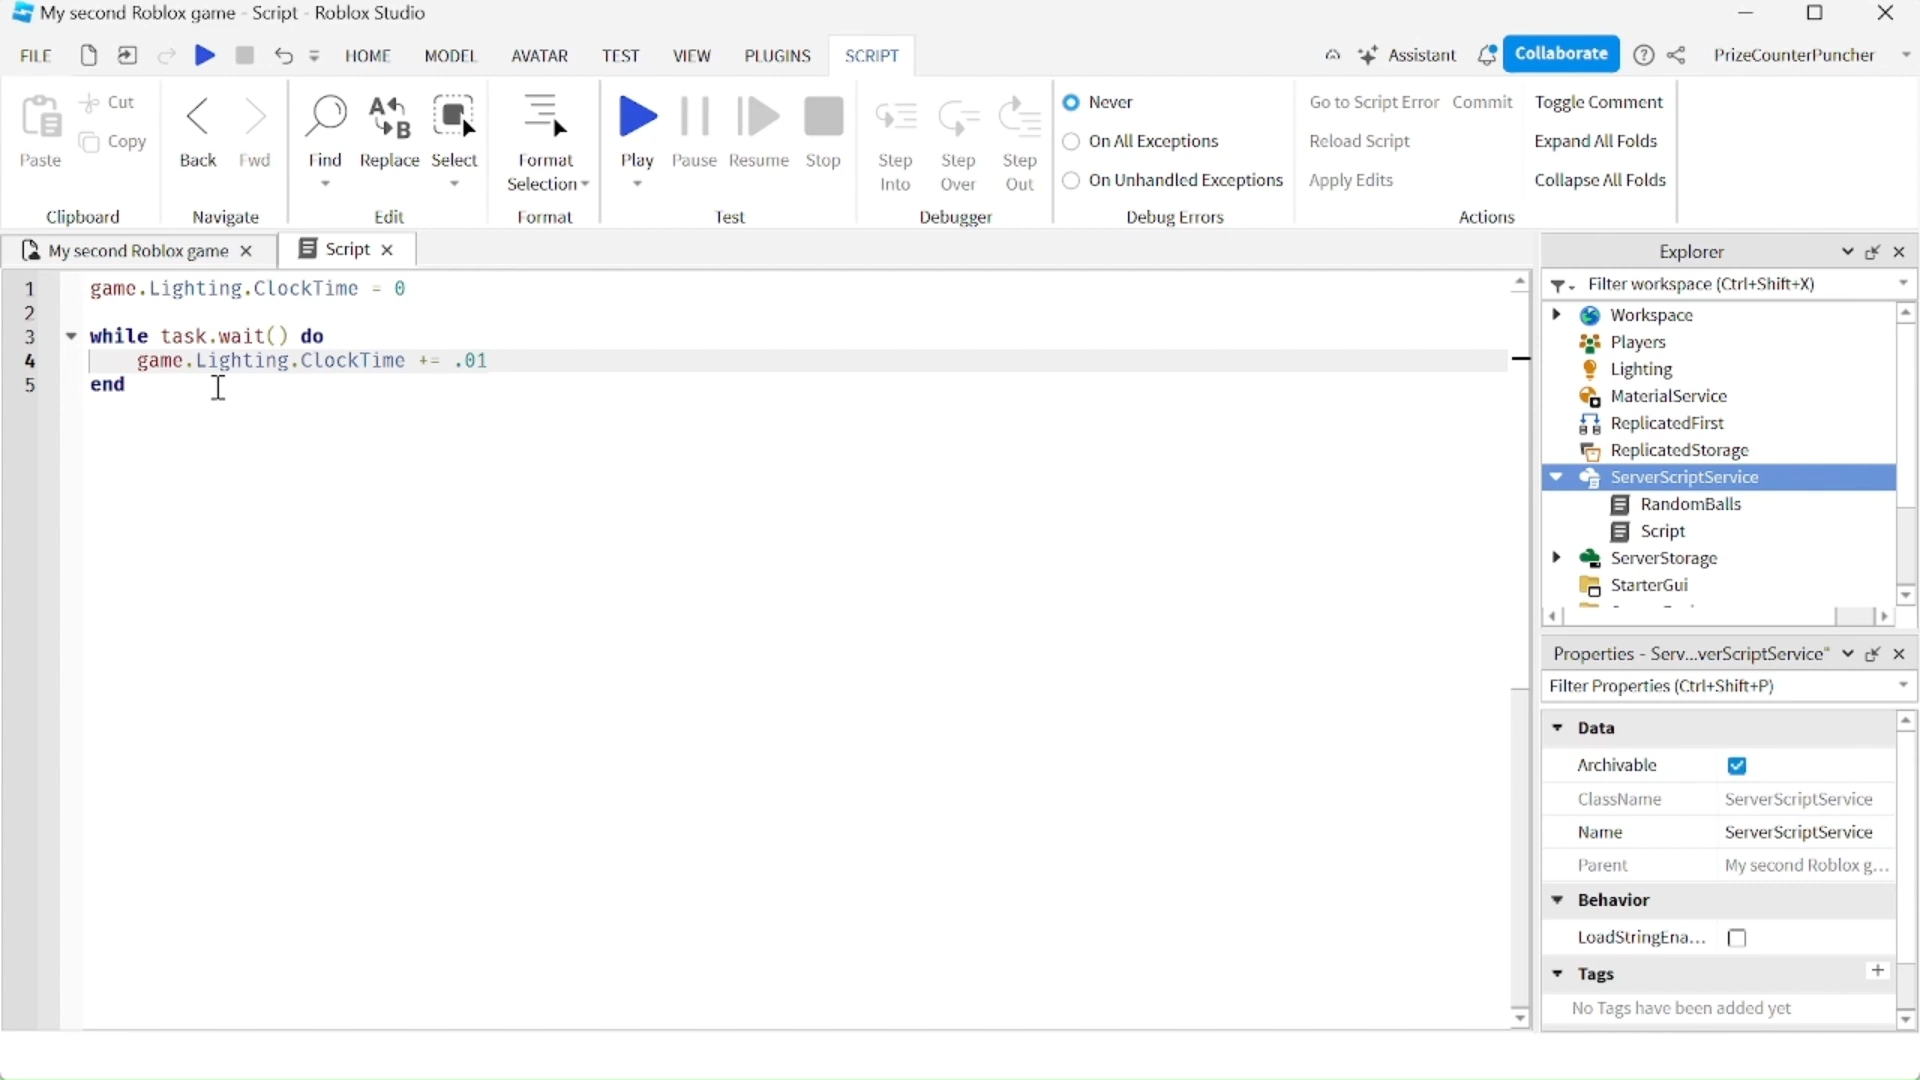 My second Roblox game - Script - Roblox Studio
FILE HOME MODEL AVATAR TEST VIEW PLUGINS SCRIPT Assistant Collaborate PrizeCounterPuncher
Paste Cut Copy
Clipboard
Back Fwd
Navigate
Find Replace Select
Edit
Format Selection
Format
Play Pause Resume Stop
Test
Step Into
Step Over
Step Out
Debugger
Never
On All Exceptions
On Unhandled Exceptions
Debug Errors
Go to Script Error Commit Toggle Comment
Reload Script Expand All Folds
Apply Edits Collapse All Folds
Actions
My second Roblox game
Script
1 game.Lighting.ClockTime = 0
2
3 while task.wait() do
4 game.Lighting.ClockTime += .01
5 end
Explorer
Filter workspace (Ctrl+Shift+X)
Workspace
Players
Lighting
MaterialService
ReplicatedFirst
ReplicatedStorage
ServerScriptService
RandomBalls
Script
ServerStorage
StarterGui
Properties - Serv...verScriptService"
Filter Properties (Ctrl+Shift+P)
Data
Archivable
ClassName ServerScriptService
Name ServerScriptService
Parent My second Roblox g...
Behavior
LoadStringEna...
Tags +
No Tags have been added yet